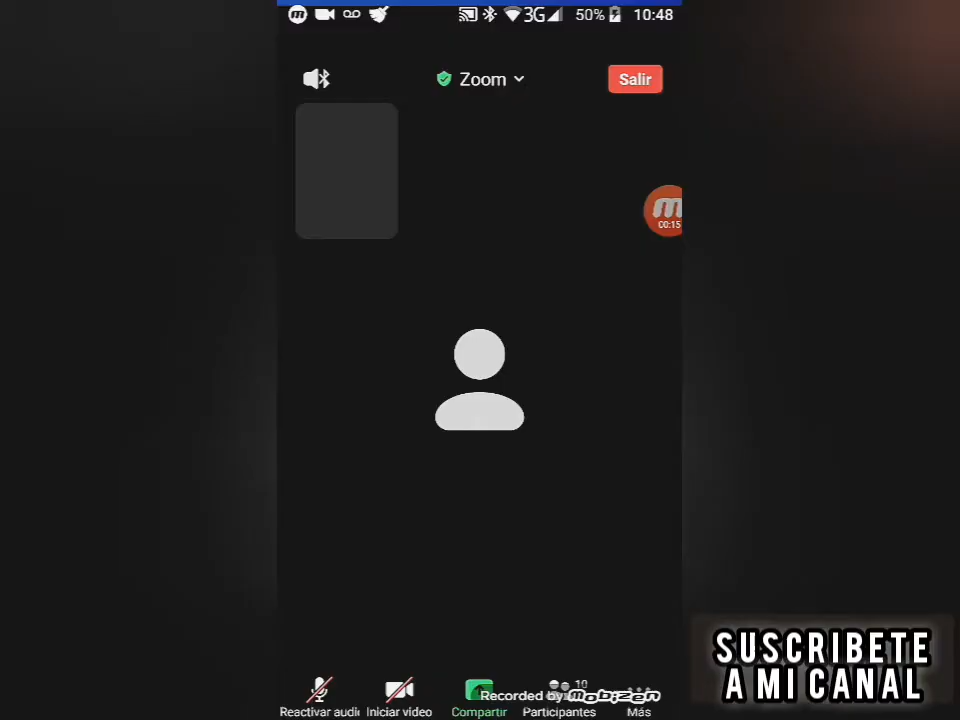 3G 50% 10:48
Zoom
Salir
00:15
10
Reactivar audi Iniciar video Compartir Participantes Más
Recorded by mobizen
SUSCRIBETE
A MI CANAL